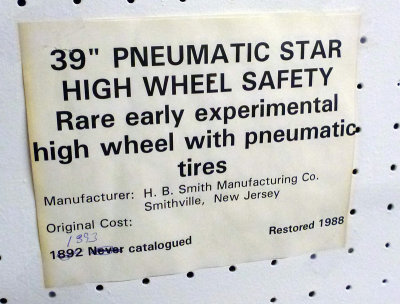 39" PNEUMATIC STAR
HIGH WHEEL SAFETY
Rare early experimental
high wheel with pneumatic
tires
Manufacturer: H. B. Smith Manufacturing Co.
Smithville, New Jersey
Original Cost:
Restored 1988
1893
1892 Never catalogued